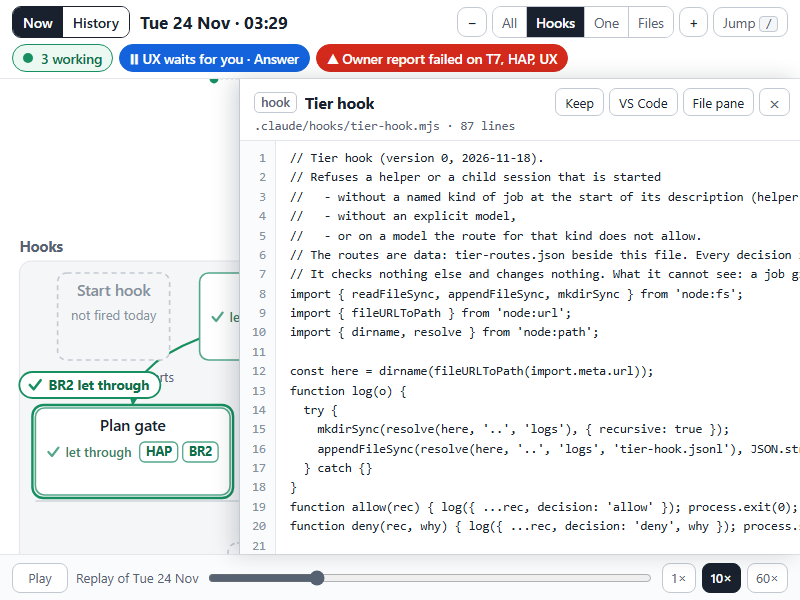 Now History Tue 24 Nov · 03:29 − All Hooks One Files + Jump /
3 working UX waits for you · Answer Owner report failed on T7, HAP, UX
hook Tier hook Keep VS Code File pane ×
.claude/hooks/tier-hook.mjs · 87 lines
Hooks
Start hook
not fired today
le
rts
BR2 let through
Plan gate
let through HAP BR2
1 // Tier hook (version 0, 2026-11-18).
2 // Refuses a helper or a child session that is started
3 //   - without a named kind of job at the start of its description (helper
4 //   - without an explicit model,
5 //   - or on a model the route for that kind does not allow.
6 // The routes are data: tier-routes.json beside this file. Every decision
7 // It checks nothing else and changes nothing. What it cannot see: a job g
8 import { readFileSync, appendFileSync, mkdirSync } from 'node:fs';
9 import { fileURLToPath } from 'node:url';
10 import { dirname, resolve } from 'node:path';
11
12 const here = dirname(fileURLToPath(import.meta.url));
13 function log(o) {
14   try {
15     mkdirSync(resolve(here, '..', 'logs'), { recursive: true });
16     appendFileSync(resolve(here, '..', 'logs', 'tier-hook.jsonl'), JSON.st
17   } catch {}
18 }
19 function allow(rec) { log({ ...rec, decision: 'allow' }); process.exit(0);
20 function deny(rec, why) { log({ ...rec, decision: 'deny', why }); process.
21
Play Replay of Tue 24 Nov 1× 10× 60×